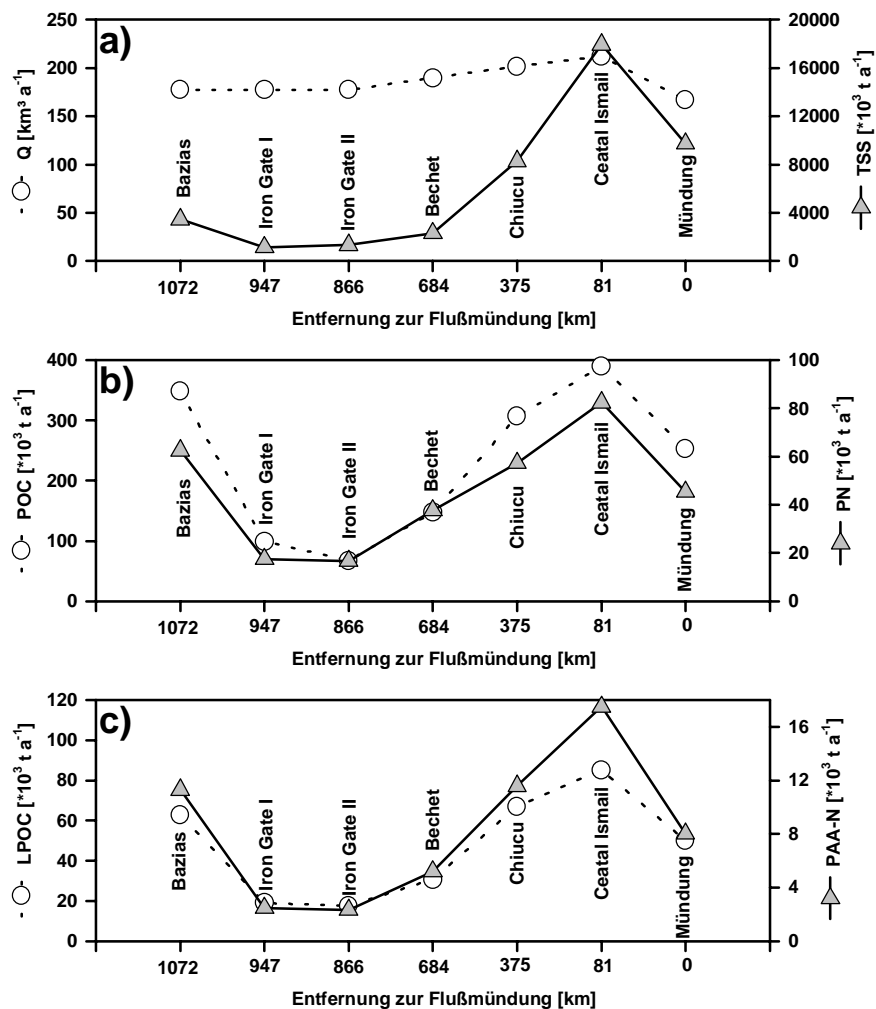 a)
Q [km³ a⁻¹]
250
200
150
100
50
0
TSS [*10³ t a⁻¹]
20000
16000
12000
8000
4000
0
Bazias
Iron Gate I
Iron Gate II
Bechet
Chiucu
Ceatal Ismail
Mündung
1072 947 866 684 375 81 0
Entfernung zur Flußmündung [km]
b)
POC [*10³ t a⁻¹]
400
300
200
100
0
PN [*10³ t a⁻¹]
100
80
60
40
20
0
Bazias
Iron Gate I
Iron Gate II
Bechet
Chiucu
Ceatal Ismail
Mündung
1072 947 866 684 375 81 0
Entfernung zur Flußmündung [km]
c)
LPOC [*10³ t a⁻¹]
120
100
80
60
40
20
0
PAA-N [*10³ t a⁻¹]
16
12
8
4
0
Bazias
Iron Gate I
Iron Gate II
Bechet
Chiucu
Ceatal Ismail
Mündung
1072 947 866 684 375 81 0
Entfernung zur Flußmündung [km]